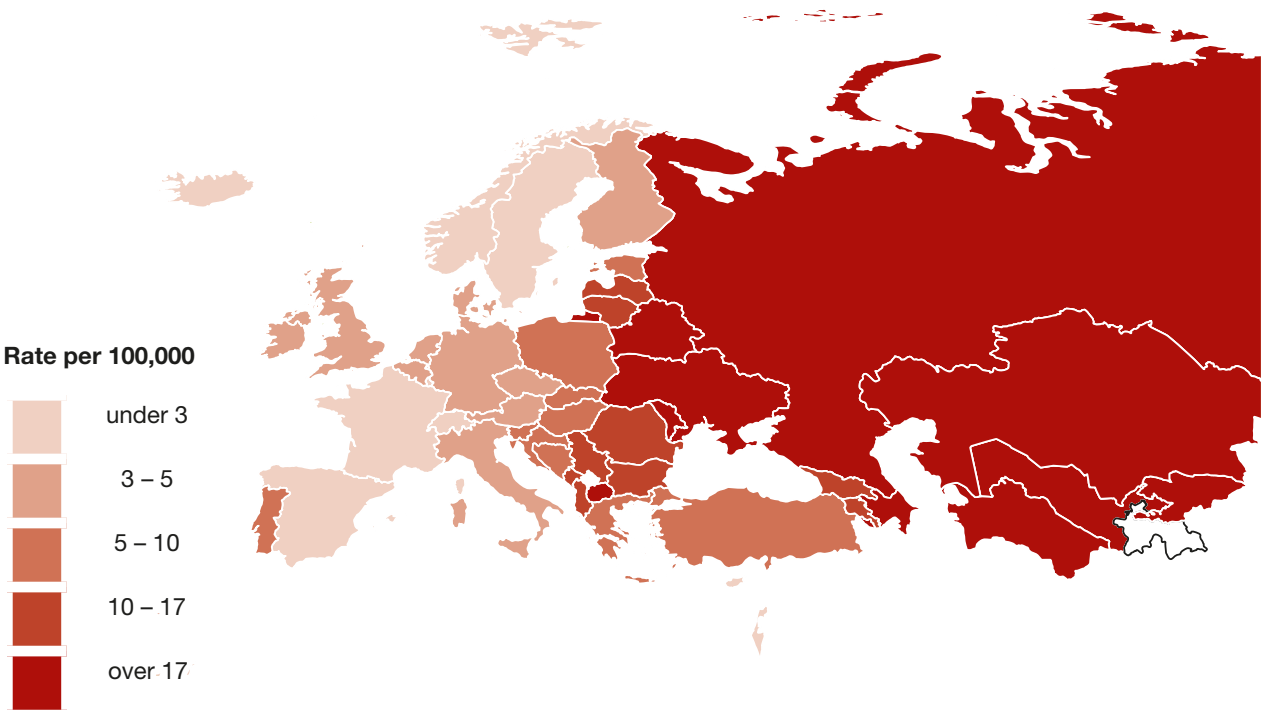 Rate per 100,000
under 3
3 – 5
5 – 10
10 – 17
over 17